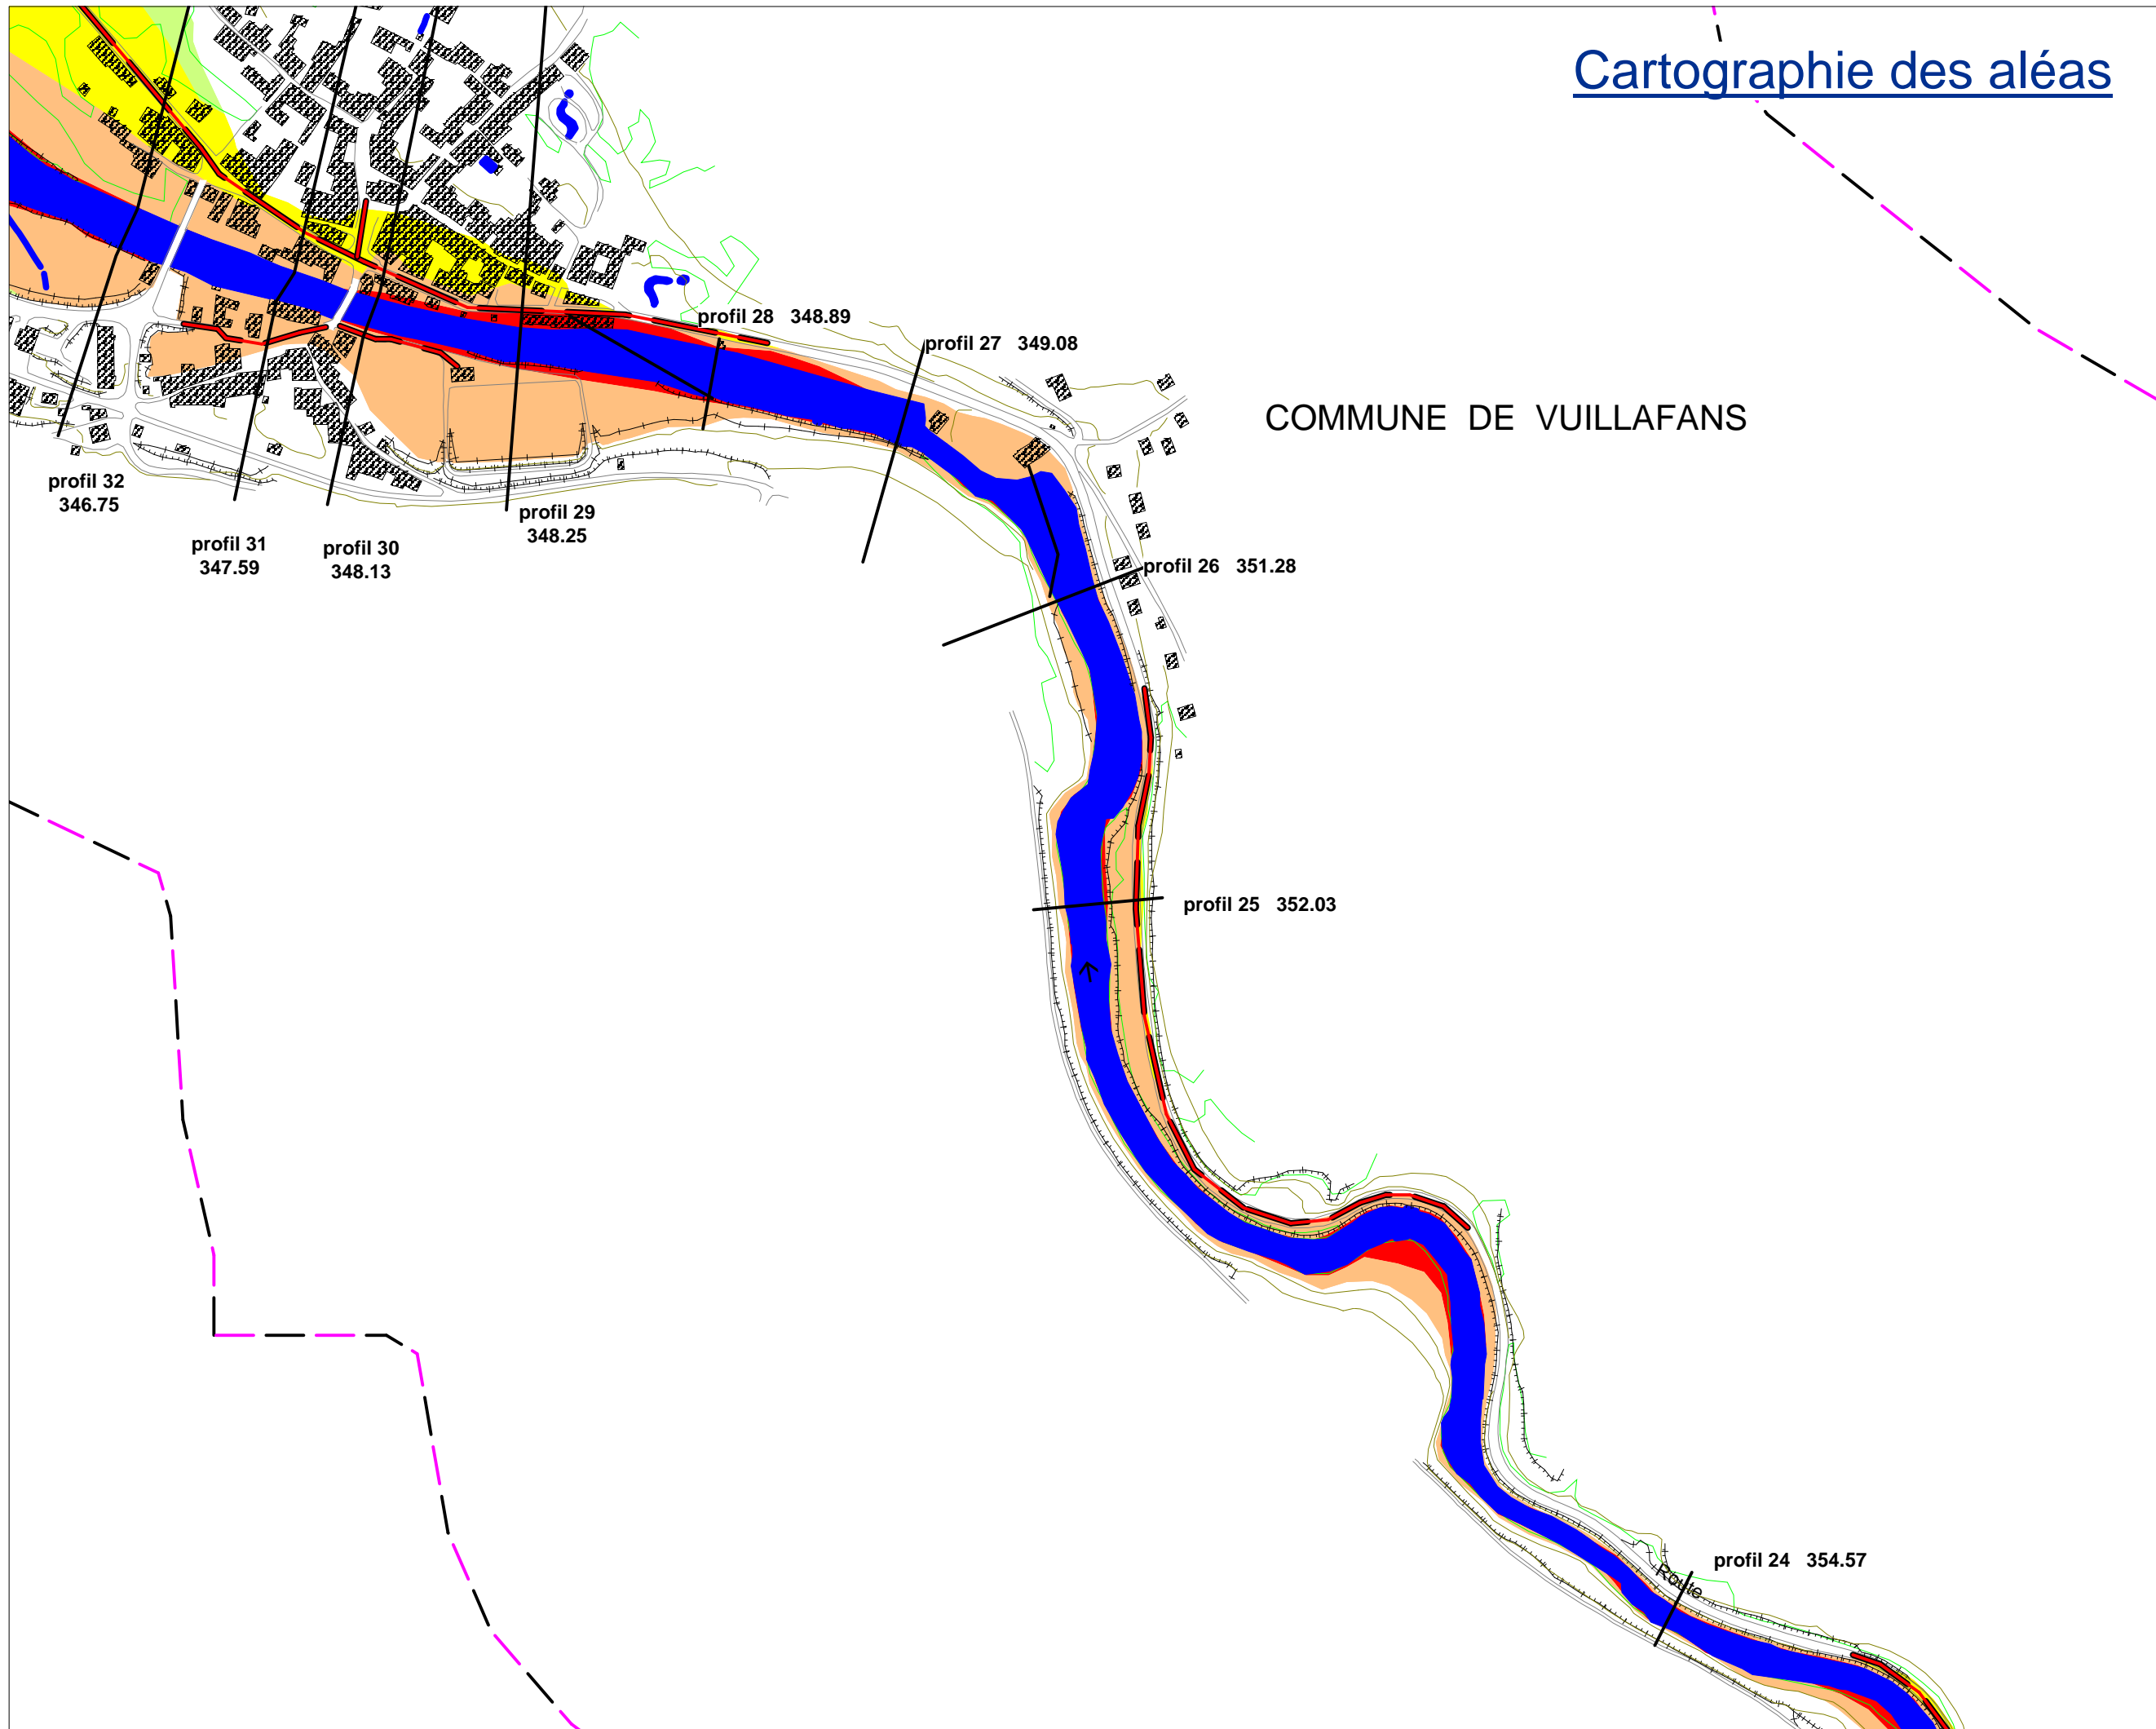 Cartographie des aléas
profil 28 348.89
profil 27 349.08
COMMUNE DE VUILLAFANS
profil 32
346.75
profil 29
348.25
profil 31
347.59
profil 30
348.13
profil 26 351.28
profil 25 352.03
profil 24 354.57
Route